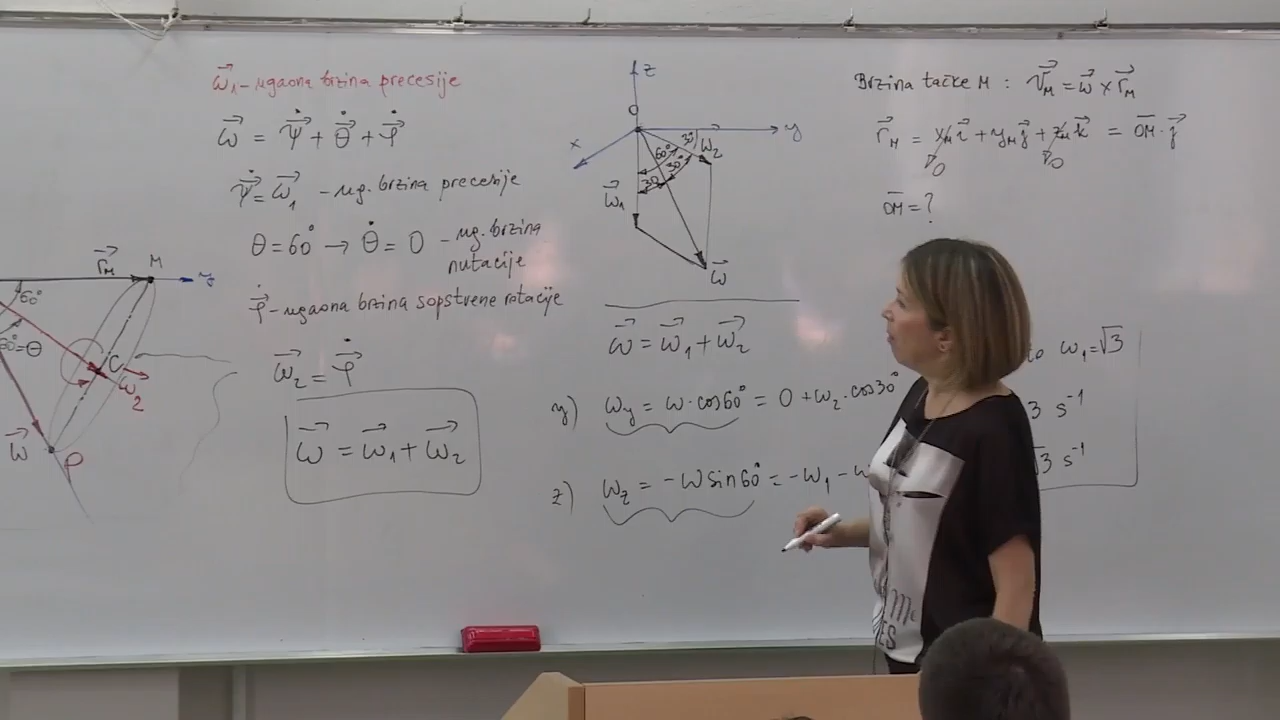 ω⃗₁ - ugaona brzina precesije
ω⃗ = ψ⃗̇ + θ⃗̇ + φ⃗̇
ψ⃗̇ = ω⃗₁ - ug. brzina precesije
θ = 60° → θ̇ = 0 - ug. brzina
nutacije
φ̇ - ugaona brzina sopstvene rotacije
ω⃗₂ = φ⃗̇
ω⃗ = ω⃗₁ + ω⃗₂
r⃗M M y
60°
=θ
C ω⃗₂
ω⃗ P
z
O
x y
30° ω⃗₂
60° 30°
30°
ω⃗₁
ω⃗
ω⃗ = ω⃗₁ + ω⃗₂
y) ωy = ω·cos60° = 0 + ω₂·cos30°
z) ωz = -ω sin60° = -ω₁ - ω
Brzina tačke M : V⃗M = ω⃗ × r⃗M
r⃗M = xM i⃗ + yM j⃗ + zM k⃗ = OM · j⃗
0 0
OM = ?
ω₁ = √3
3 s⁻¹
√3 s⁻¹